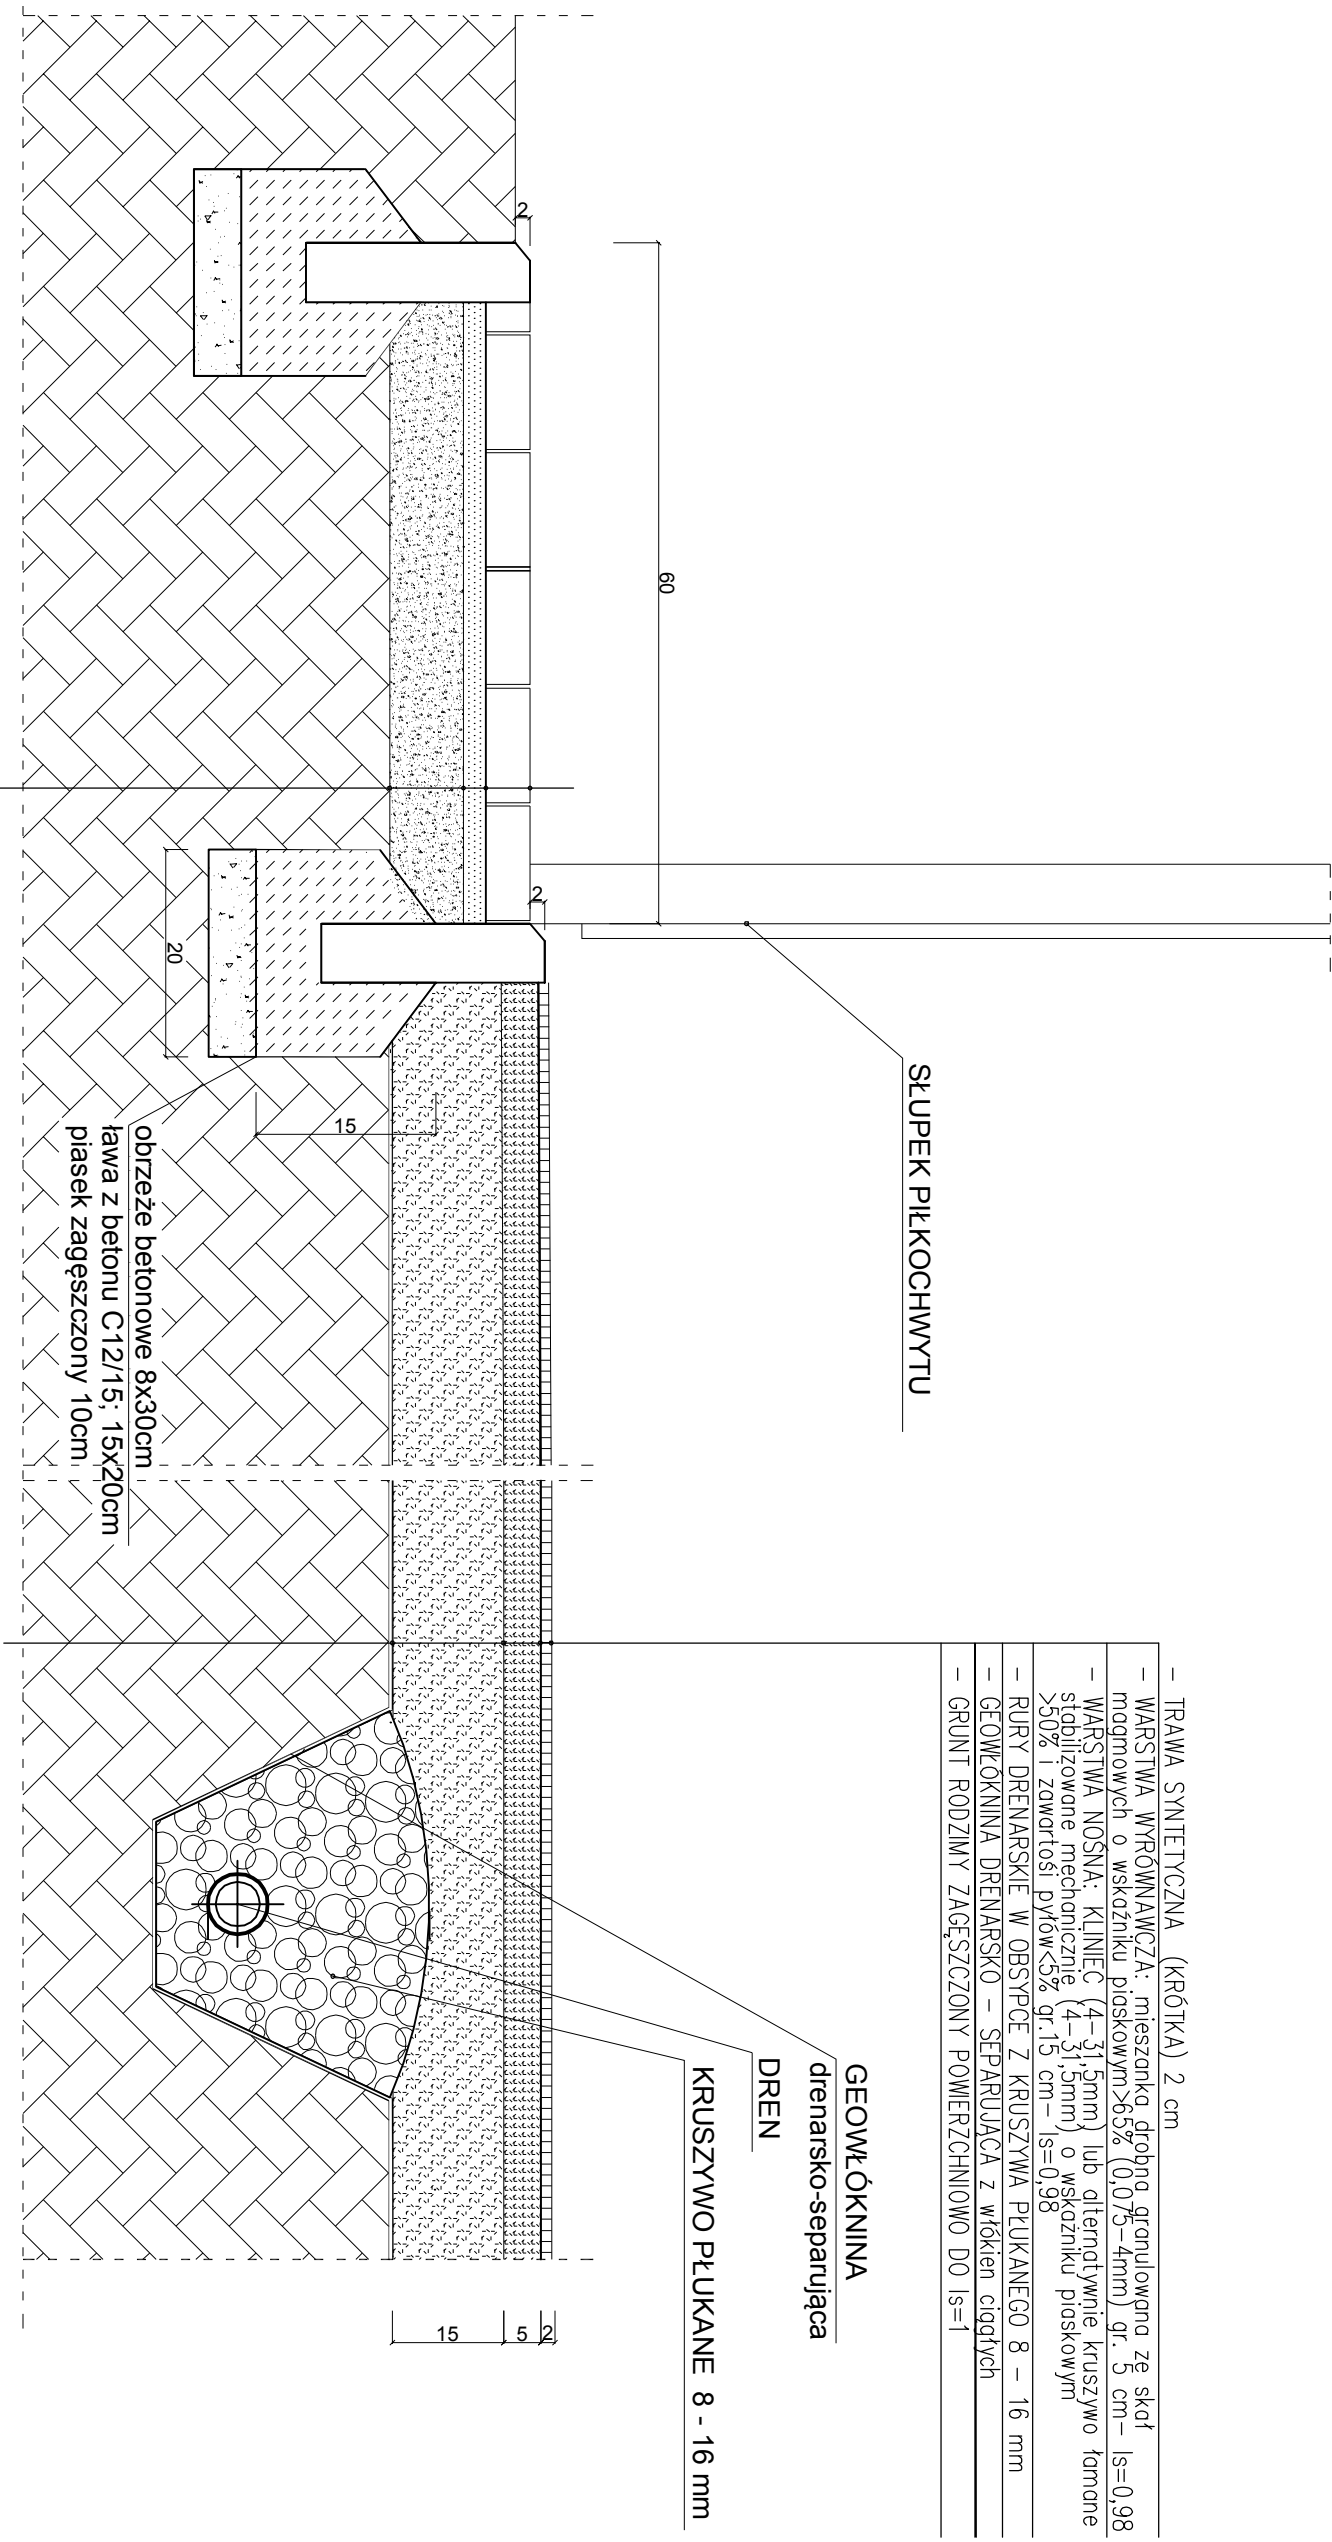 - TRAWA SYNTETYCZNA (KRÓTKA) 2 cm
- WARSTWA WYRÓWNAWCZA: mieszanka drobna granulowana ze skał
magmowych o wskaźniku piaskowym>65% (0,075-4mm) gr. 5 cm- Is=0,98
- WARSTWA NOŚNA: KLINIEC (4-31,5mm) lub alternatywnie kruszywo łamane
stabilizowane mechanicznie (4-31,5mm) o wskaźniku piaskowym
>50% i zawartośi pyłów<5% gr.15 cm- Is=0,98
- RURY DRENARSKIE W OBSYPCE Z KRUSZYWA PŁUKANEGO 8 - 16 mm
- GEOWŁÓKNINA DRENARSKO - SEPARUJĄCA z włókien ciągłych
- GRUNT RODZIMY ZAGĘSZCZONY POWIERZCHNIOWO DO Is=1
SŁUPEK PIŁKOCHWYTU
GEOWŁÓKNINA
drenarsko-separująca
DREN
KRUSZYWO PŁUKANE 8 - 16 mm
60
2
2
2
5
15
15
20
obrzeże betonowe 8x30cm
ława z betonu C12/15; 15x20cm
piasek zagęszczony 10cm